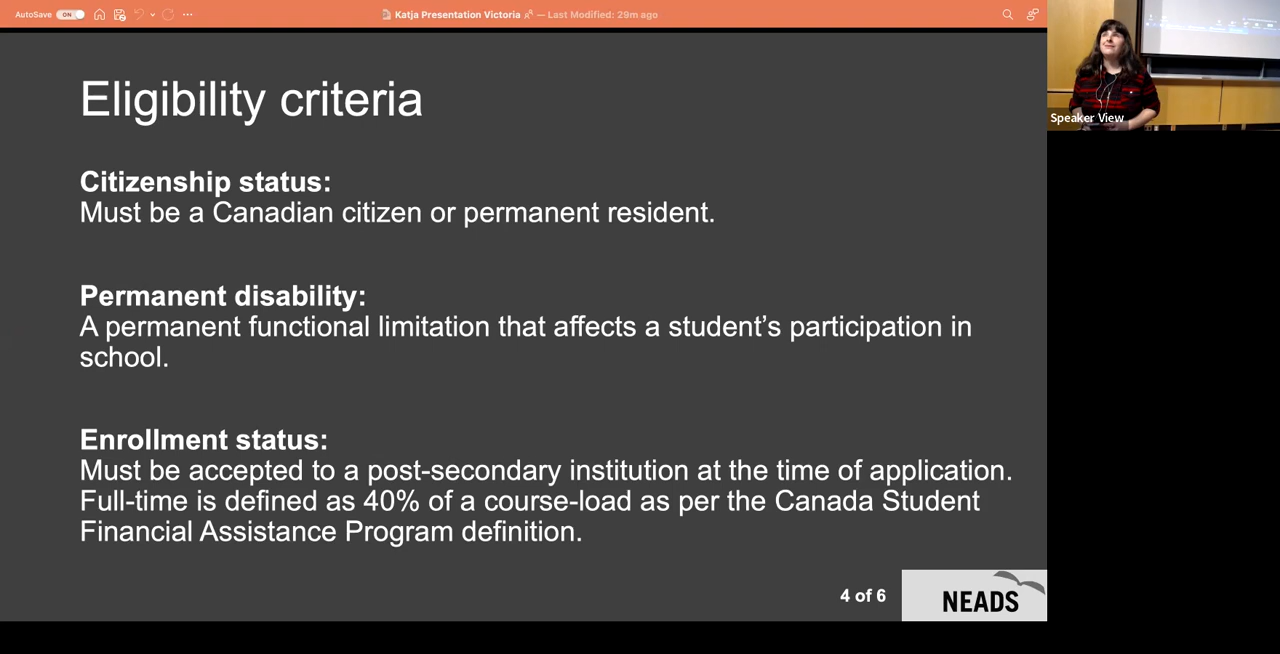 AutoSave ON
Katja Presentation Victoria — Last Modified: 29m ago
Speaker View
Eligibility criteria
Citizenship status:
Must be a Canadian citizen or permanent resident.
Permanent disability:
A permanent functional limitation that affects a student’s participation in
school.
Enrollment status:
Must be accepted to a post-secondary institution at the time of application.
Full-time is defined as 40% of a course-load as per the Canada Student
Financial Assistance Program definition.
4 of 6
NEADS